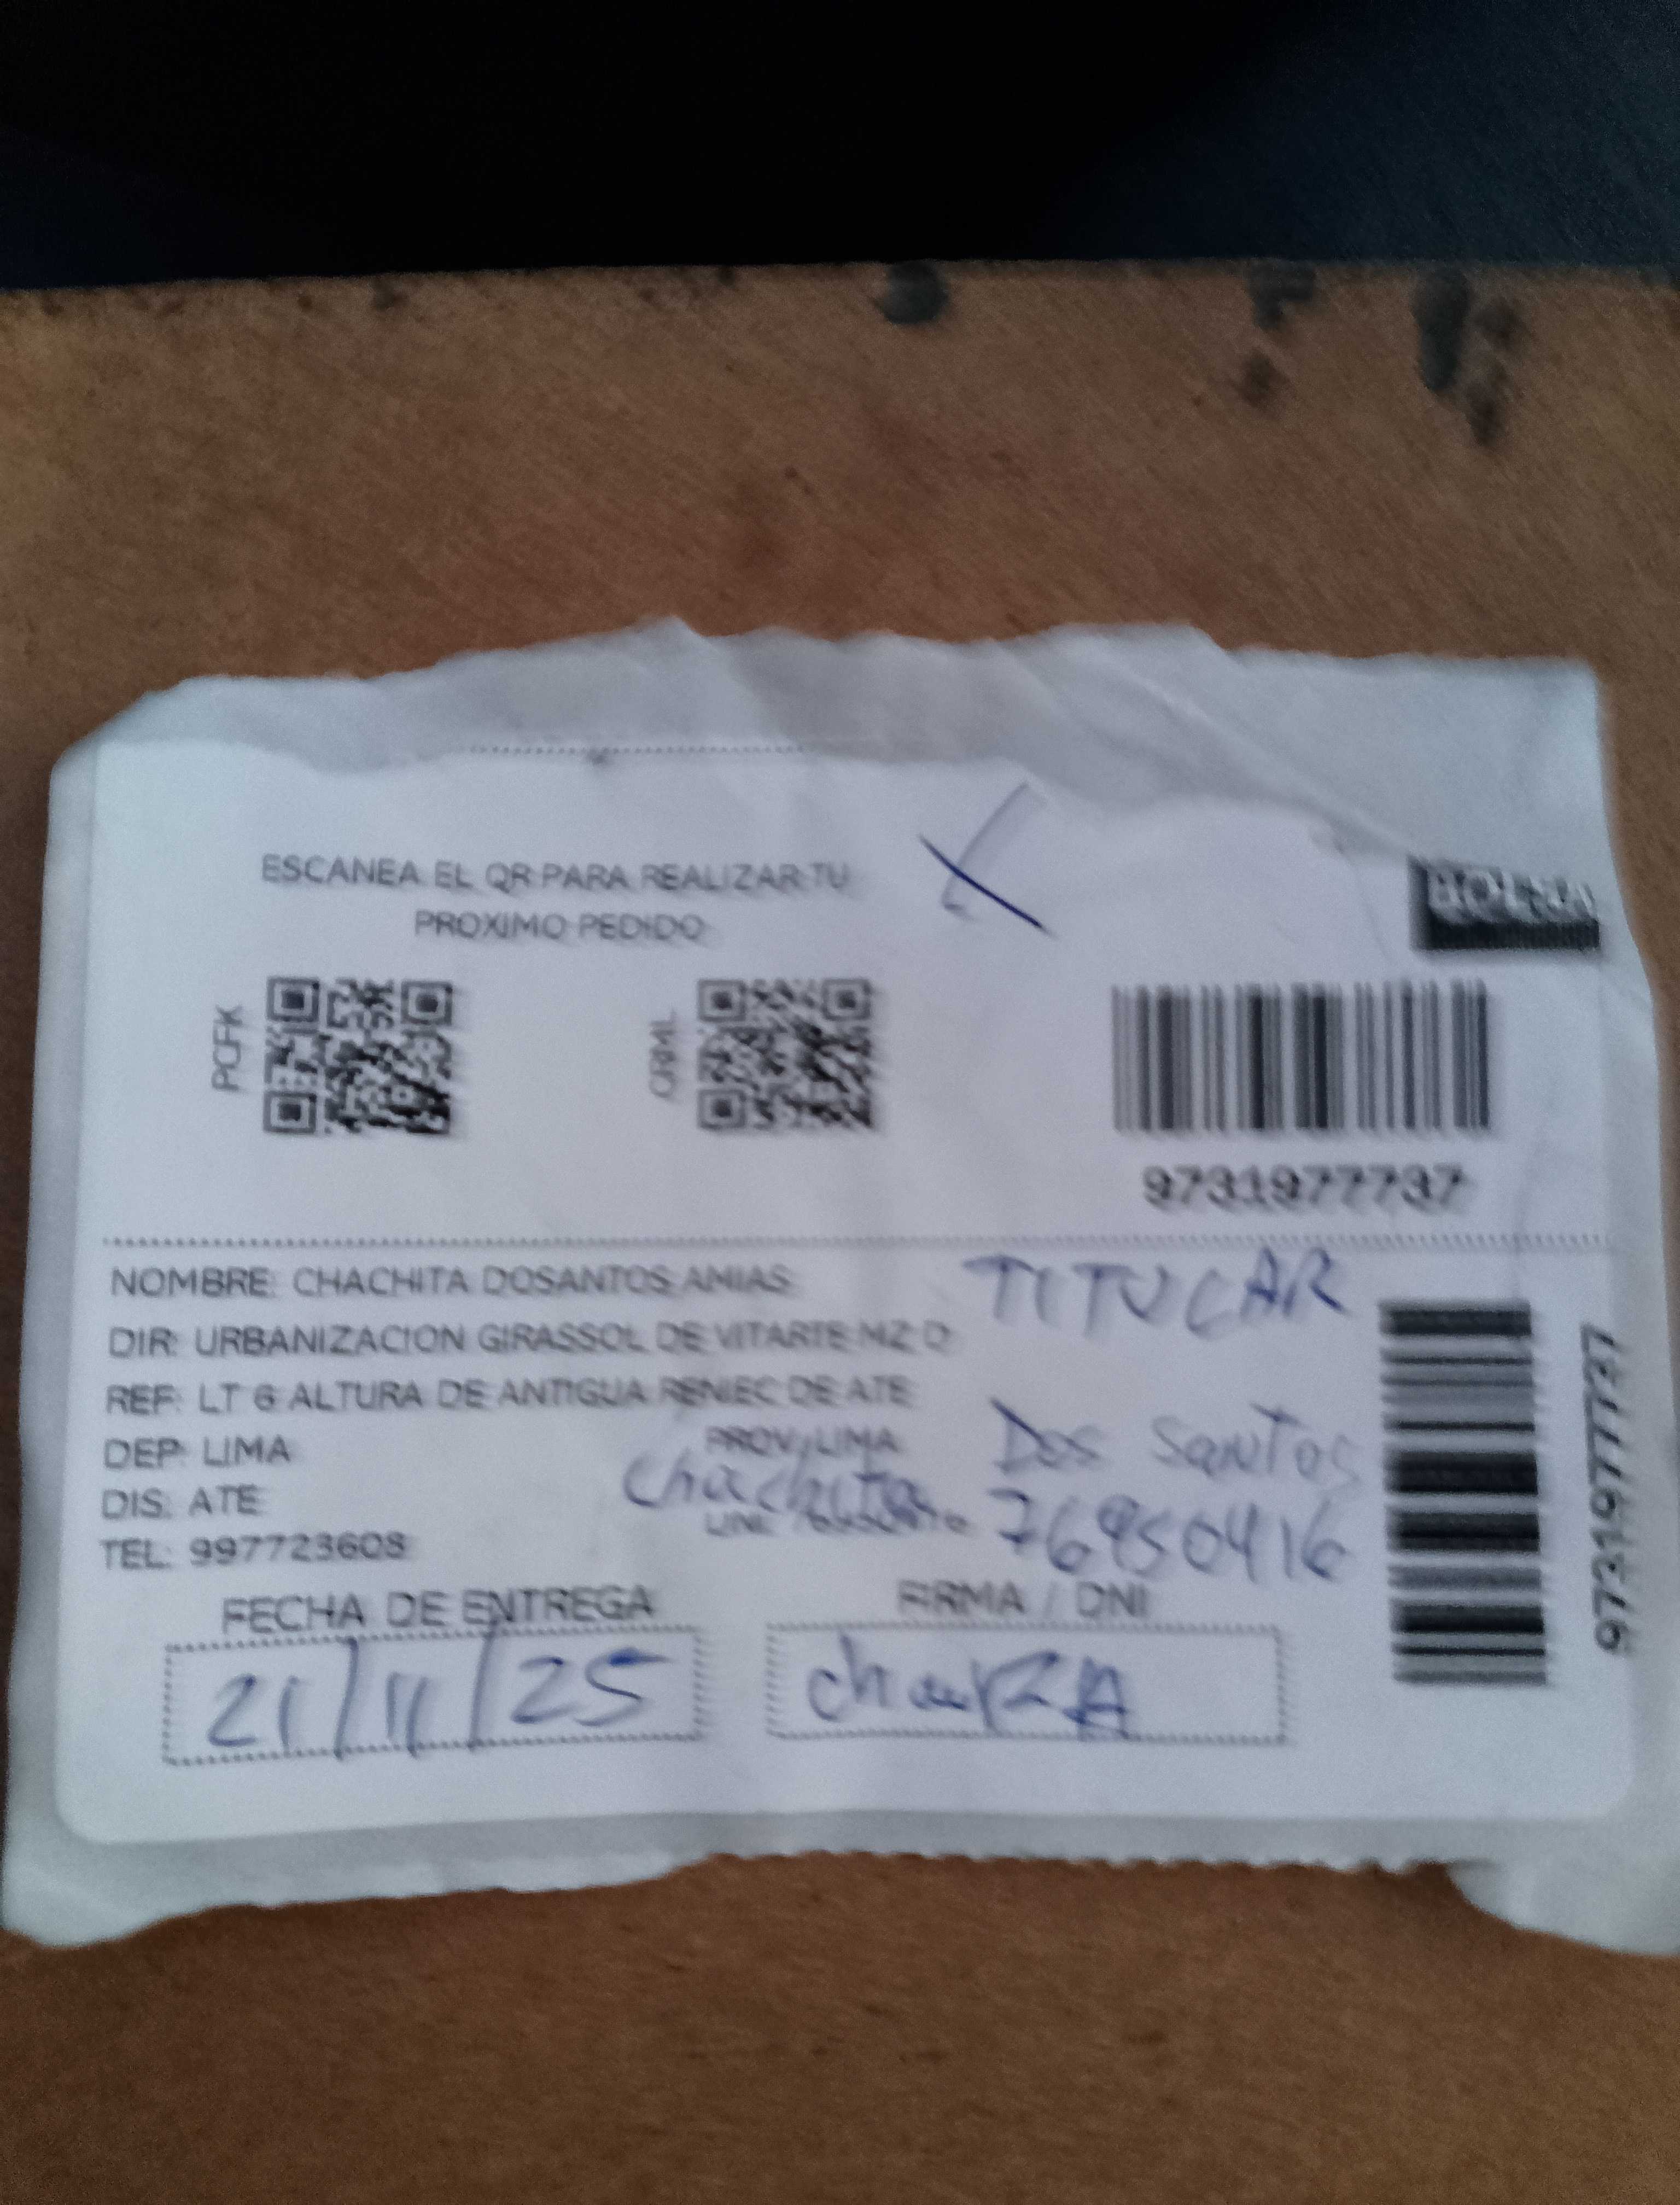 ESCANEA EL QR PARA REALIZAR TU
PROXIMO PEDIDO
BOLSA
PCFK
9731977737
NOMBRE: CHACHITA DOSANTOS AMIAS
TITULAR
DIR: URBANIZACION GIRASSOL DE VITARTE MZ D
REF: LT 6 ALTURA DE ANTIGUA RENIEC DE ATE
DEP: LIMA
PROV: LIMA
Dos Santos
Chachita
DIS: ATE
76950416
TEL: 997723608
9731977737
FECHA DE ENTREGA
FIRMA / DNI
21/11/25